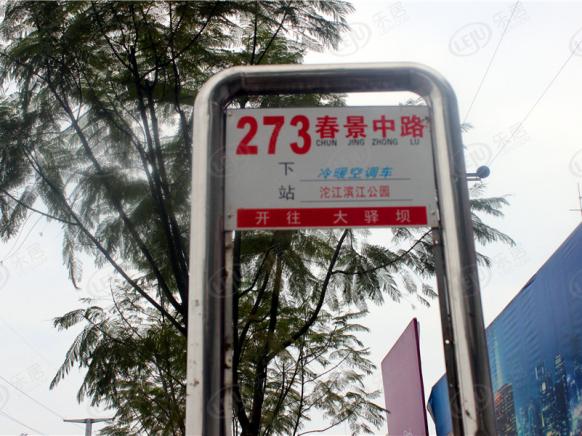 273 春景中路
CHUN JING ZHONG LU
下 冷暖空调车
站 沱江滨江公园
开往 大驿坝